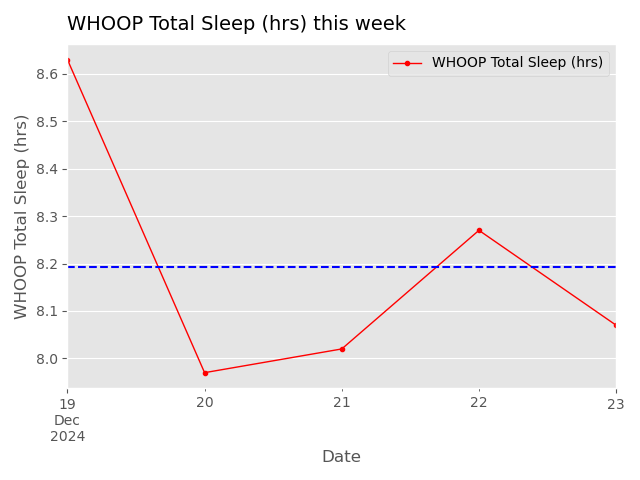 WHOOP Total Sleep (hrs) this week
WHOOP Total Sleep (hrs)
WHOOP Total Sleep (hrs)
8.6
8.5
8.4
8.3
8.2
8.1
8.0
19 20 21 22 23
Dec
2024
Date